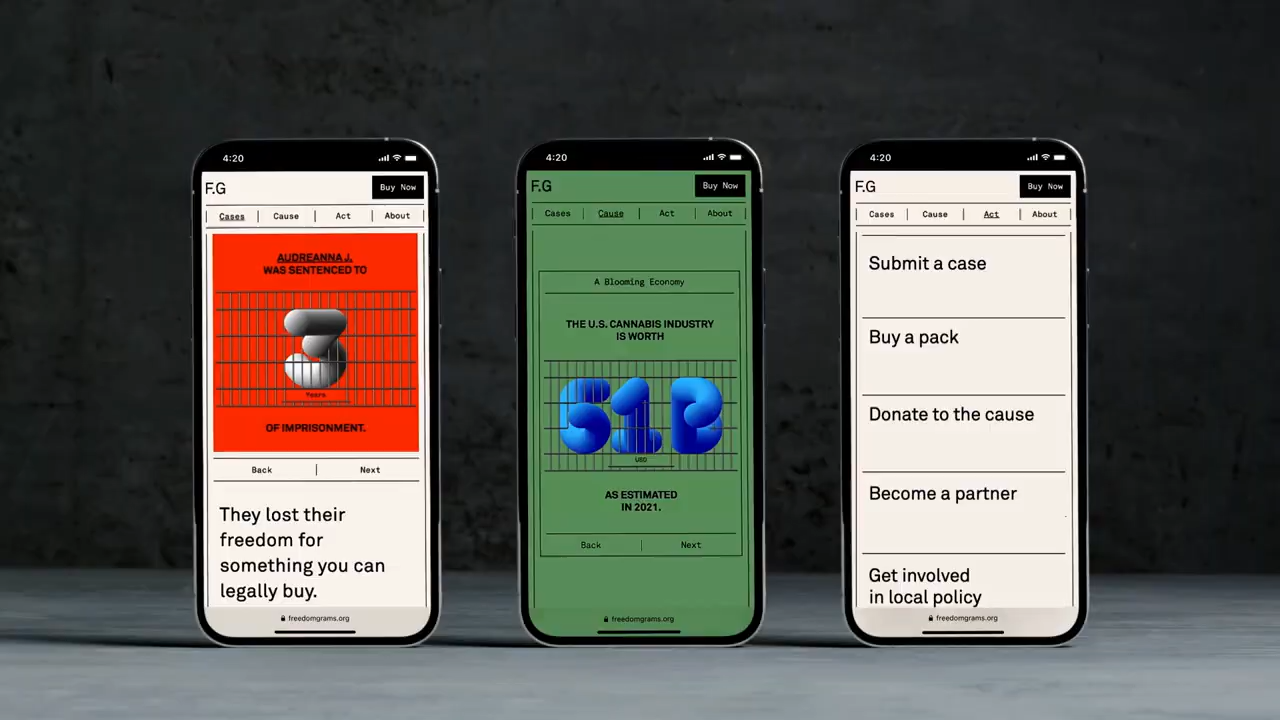 4:20
F.G
Buy Now
Cases
Cause
Act
About
AUDREANNA J.
WAS SENTENCED TO
3
Years
OF IMPRISONMENT.
Back
Next
They lost their
freedom for
something you can
legally buy.
freedomgrams.org
4:20
F.G
Buy Now
Cases
Cause
Act
About
A Blooming Economy
THE U.S. CANNABIS INDUSTRY
IS WORTH
61B
USD
AS ESTIMATED
IN 2021.
Back
Next
freedomgrams.org
4:20
F.G
Buy Now
Cases
Cause
Act
About
Submit a case
Buy a pack
Donate to the cause
Become a partner
Get involved
in local policy
freedomgrams.org